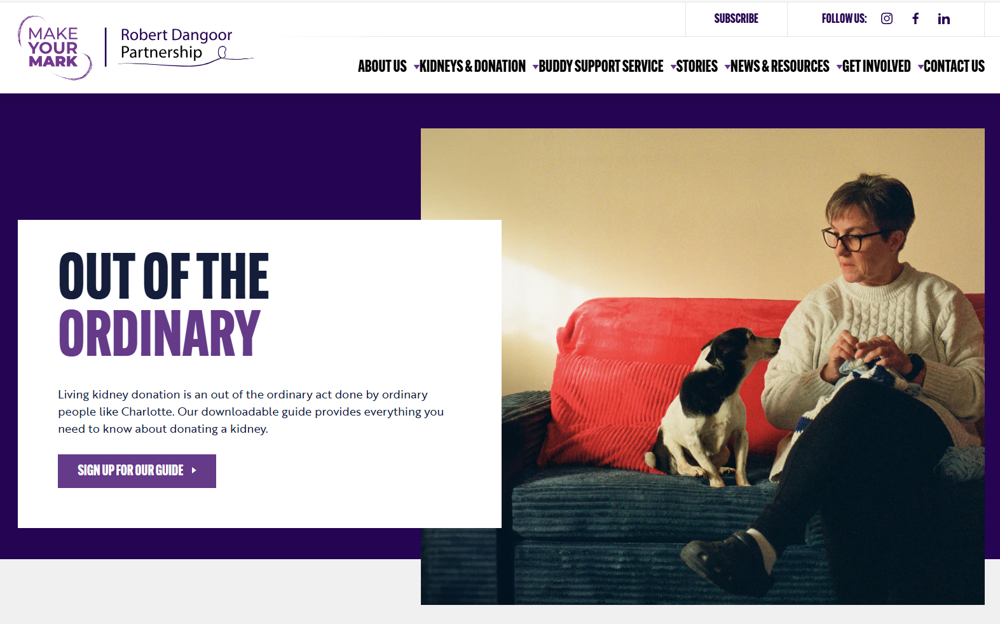 MAKE
YOUR
MARK
Robert Dangoor
Partnership
SUBSCRIBE
FOLLOW US:
ABOUT US KIDNEYS & DONATION BUDDY SUPPORT SERVICE STORIES NEWS & RESOURCES GET INVOLVED CONTACT US
OUT OF THE
ORDINARY
Living kidney donation is an out of the ordinary act done by ordinary
people like Charlotte. Our downloadable guide provides everything you
need to know about donating a kidney.
SIGN UP FOR OUR GUIDE